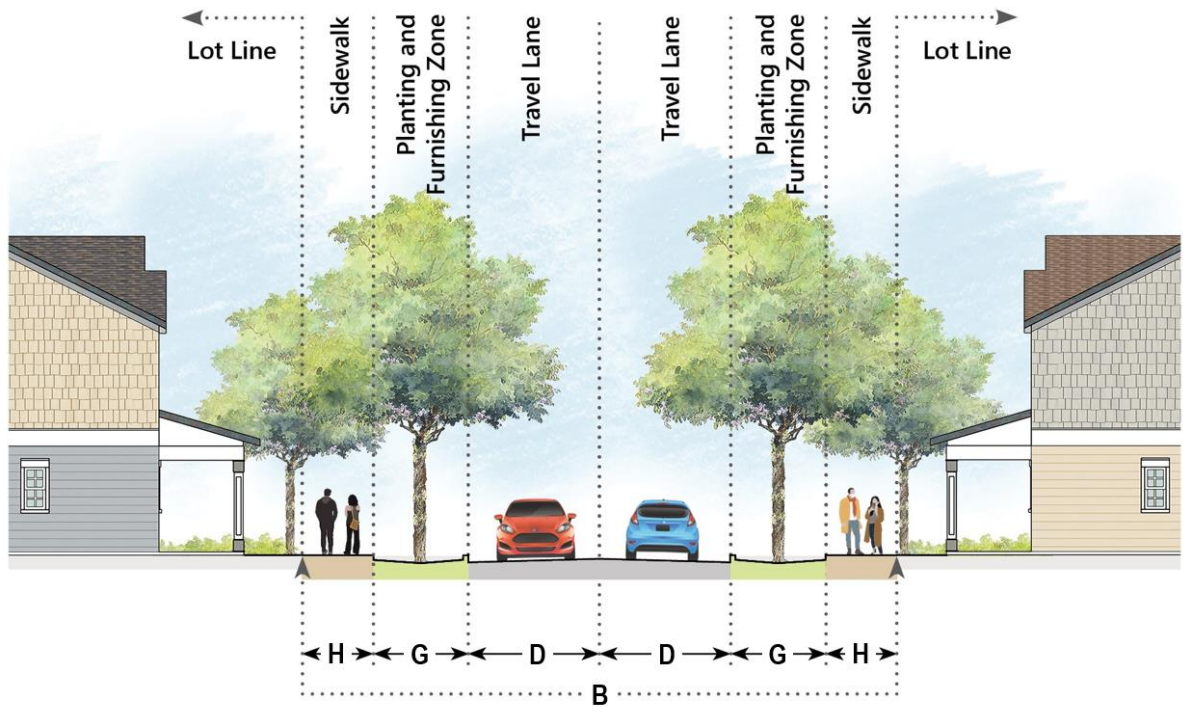 Lot Line
Sidewalk
Planting and
Furnishing Zone
Travel Lane
Travel Lane
Planting and
Furnishing Zone
Sidewalk
Lot Line
H
G
D
D
G
H
B